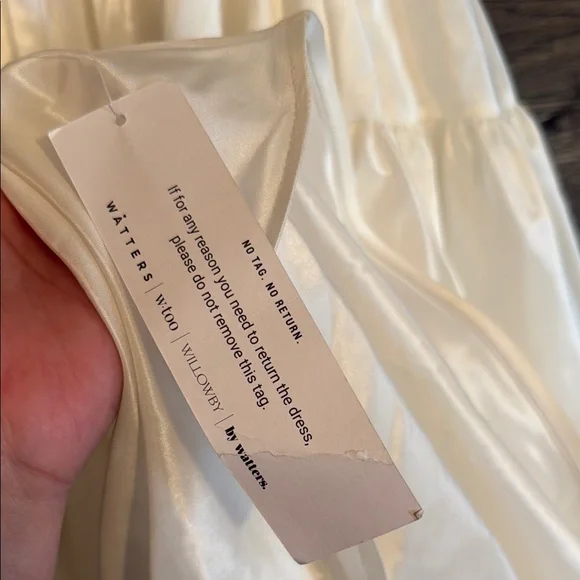 NO TAG. NO RETURN.
If for any reason you need to return the dress,
please do not remove this tag.
WÅTTERS | w·too | WILLOWBY | by watters.